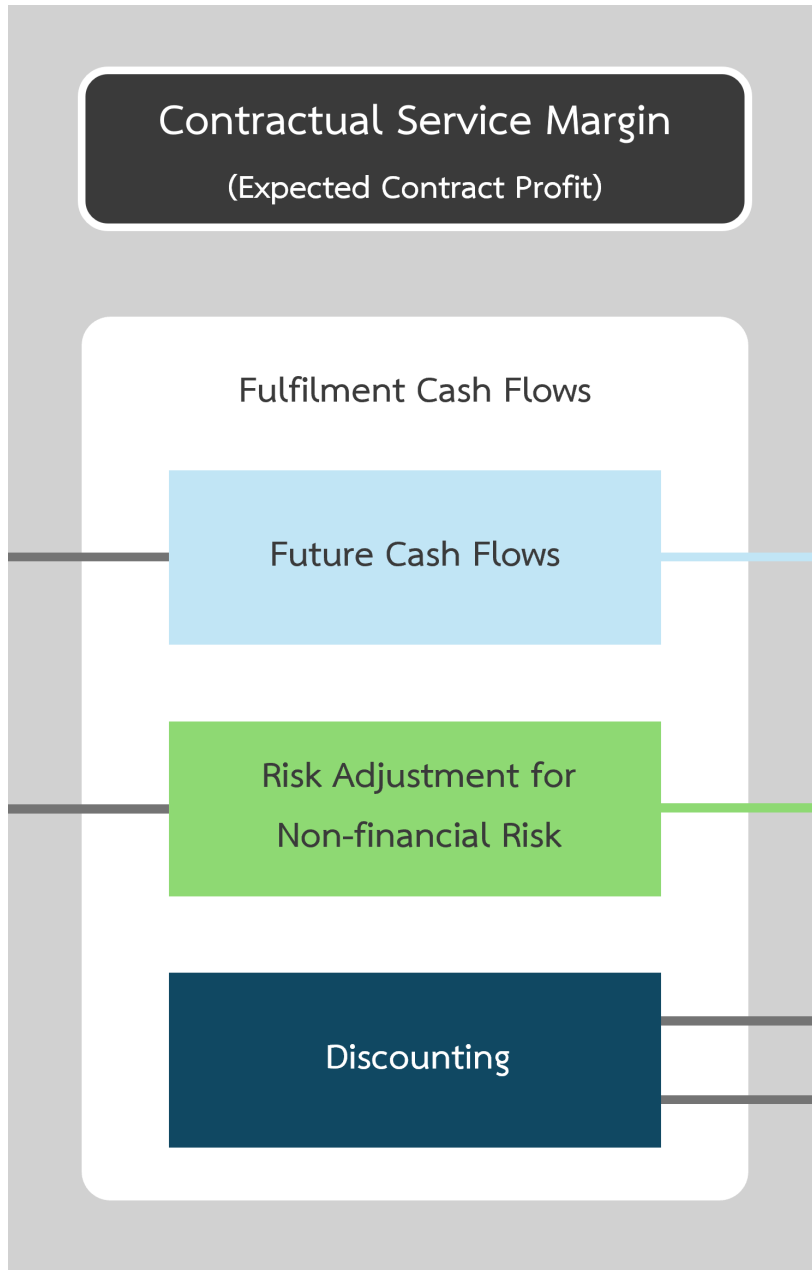 Contractual Service Margin
(Expected Contract Profit)
Fulfilment Cash Flows
Future Cash Flows
Risk Adjustment for
Non-financial Risk
Discounting